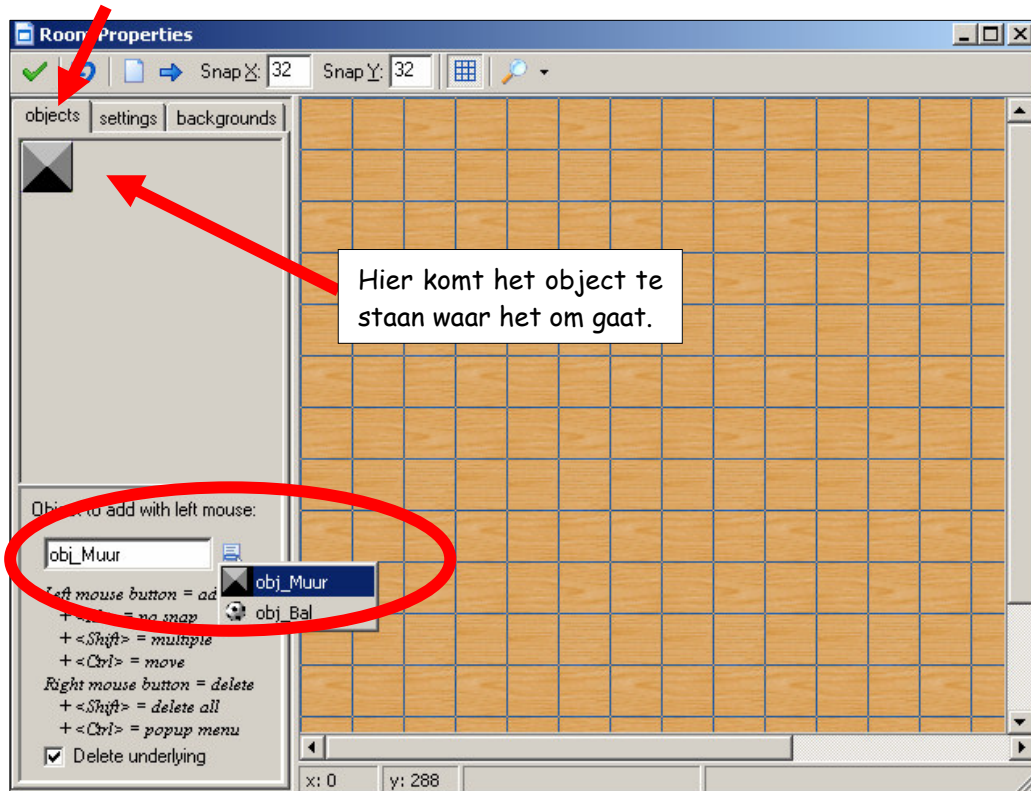 Room Properties
Snap X: 32 Snap Y: 32
objects settings backgrounds
Hier komt het object te
staan waar het om gaat.
Object to add with left mouse:
obj_Muur
obj_Muur
obj_Bal
Left mouse button = ad
= no snap
+ <Shift> = multiple
+ <Ctrl> = move
Right mouse button = delete
+ <Shift> = delete all
+ <Ctrl> = popup menu
Delete underlying
x: 0 y: 288